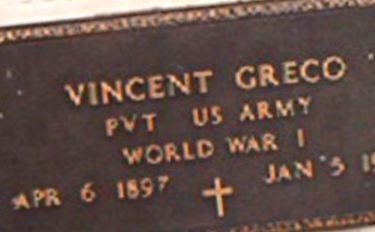 VINCENT GRECO
PVT US ARMY
WORLD WAR I
APR 6 1897 JAN 5